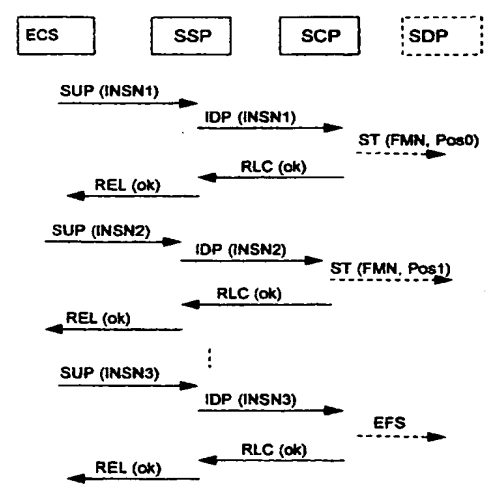 ECS SSP SCP SDP
SUP (INSN1)
IDP (INSN1)
ST (FMN, Pos0)
RLC (ok)
REL (ok)
SUP (INSN2)
IDP (INSN2)
ST (FMN, Pos1)
RLC (ok)
REL (ok)
SUP (INSN3)
IDP (INSN3)
EFS
RLC (ok)
REL (ok)